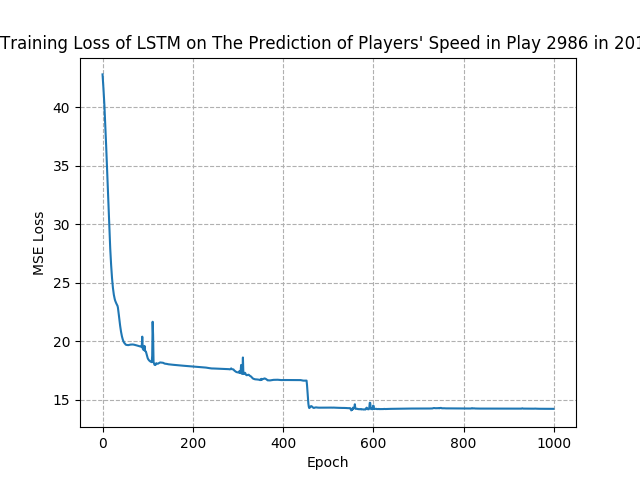 Training Loss of LSTM on The Prediction of Players' Speed in Play 2986 in 201
MSE Loss
40
35
30
25
20
15
0 200 400 600 800 1000
Epoch